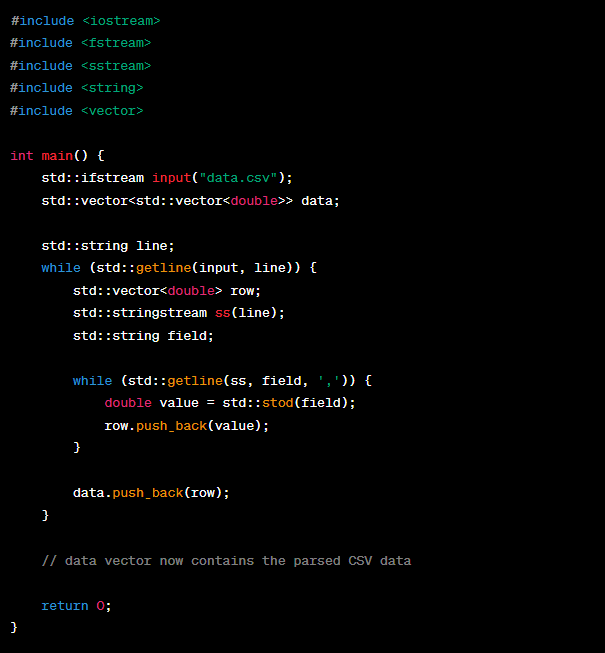 #include <iostream>
#include <fstream>
#include <sstream>
#include <string>
#include <vector>

int main() {
    std::ifstream input("data.csv");
    std::vector<std::vector<double>> data;

    std::string line;
    while (std::getline(input, line)) {
        std::vector<double> row;
        std::stringstream ss(line);
        std::string field;

        while (std::getline(ss, field, ',')) {
            double value = std::stod(field);
            row.push_back(value);
        }

        data.push_back(row);
    }

    // data vector now contains the parsed CSV data

    return 0;
}